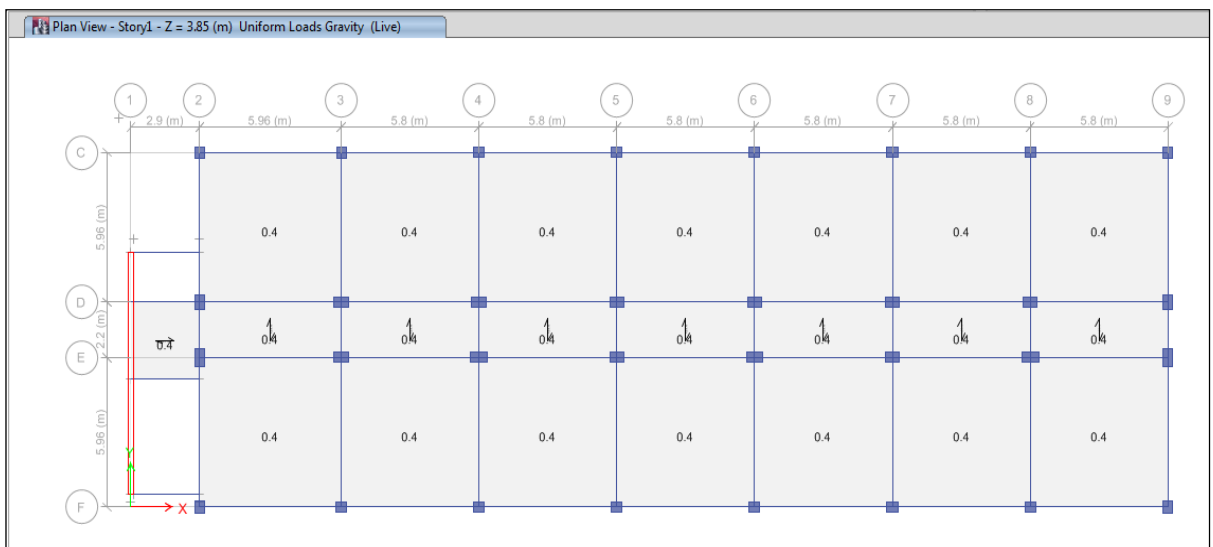 Plan View - Story1 - Z = 3.85 (m) Uniform Loads Gravity (Live)
1 2 3 4 5 6 7 8 9
2.9 (m) 5.96 (m) 5.8 (m) 5.8 (m) 5.8 (m) 5.8 (m) 5.8 (m) 5.8 (m)
C
5.96 (m)
0.4 0.4 0.4 0.4 0.4 0.4 0.4
D
2.2 (m)
0.4 0.4 0.4 0.4 0.4 0.4 0.4 0.4
E
5.96 (m)
0.4 0.4 0.4 0.4 0.4 0.4 0.4
Y
F
X